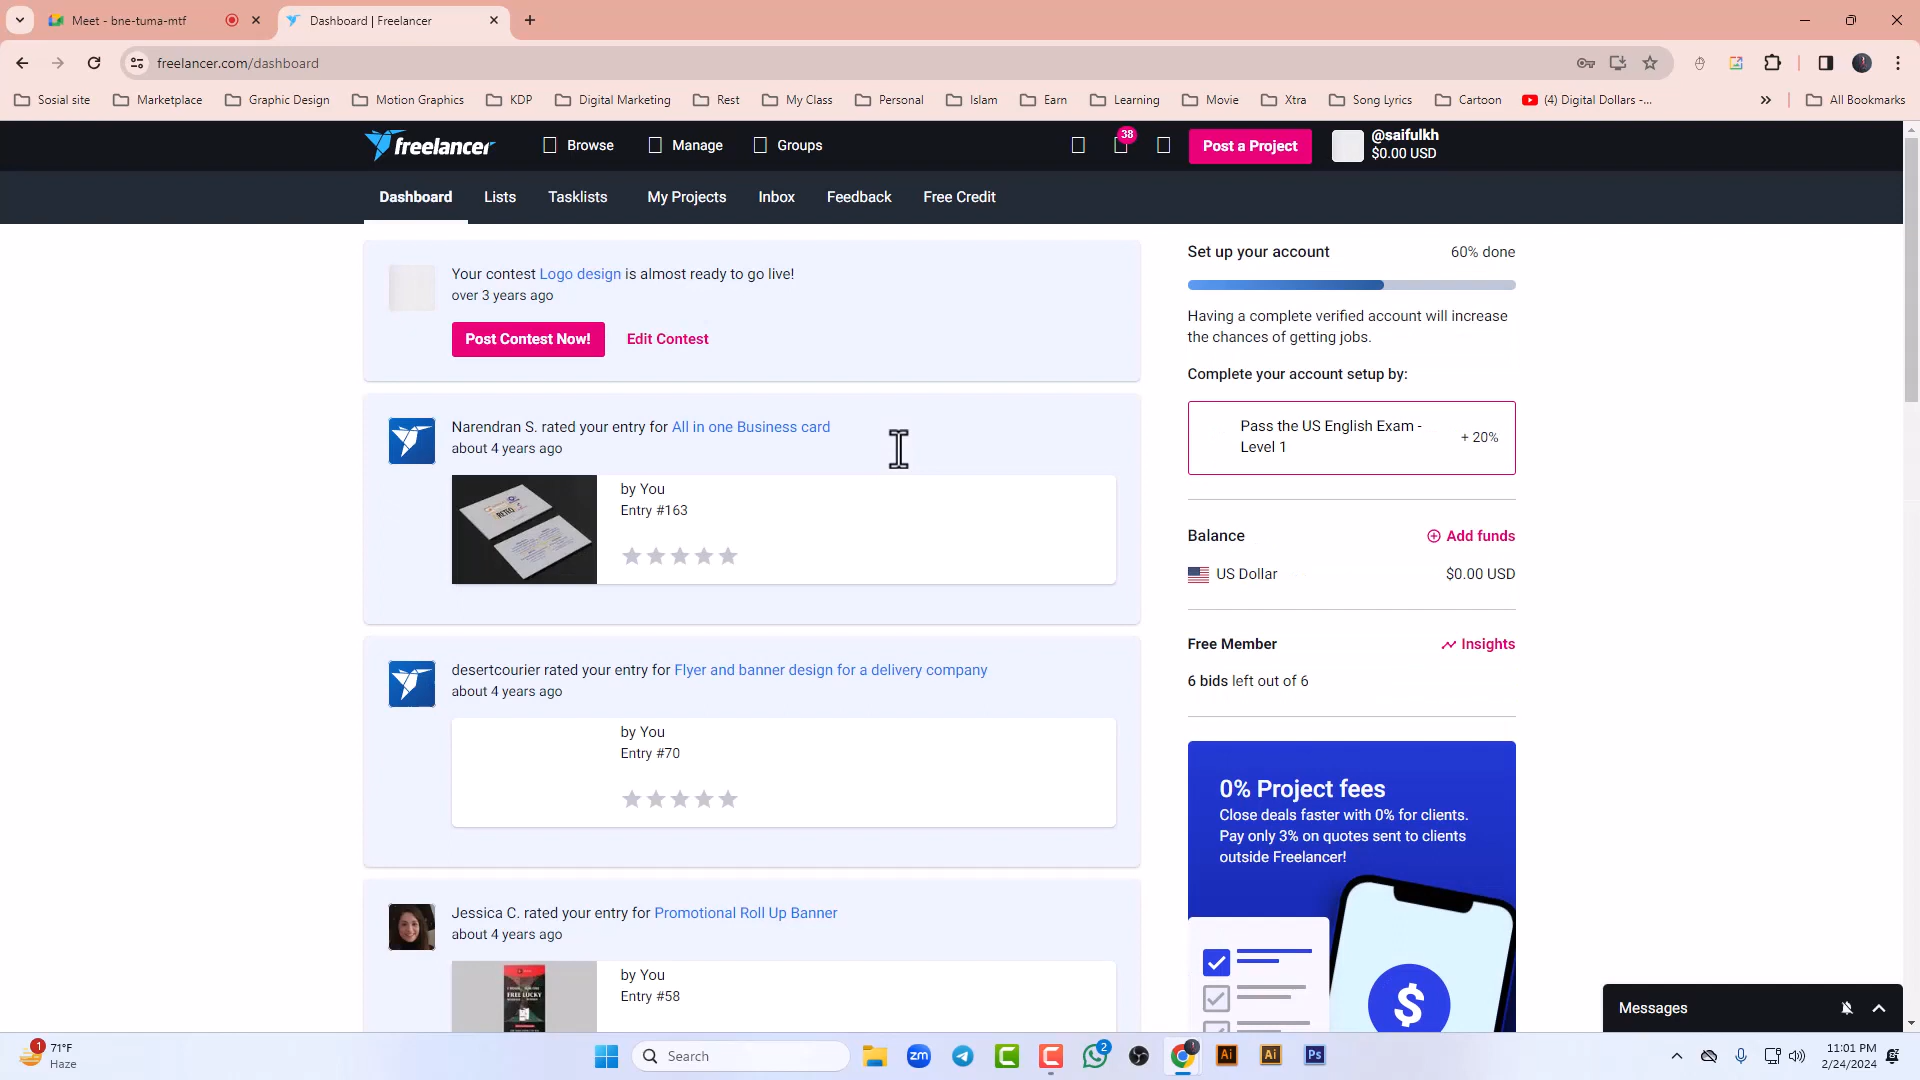 Meet - bne-tuma-mtf
Dashboard | Freelancer
freelancer.com/dashboard
Sosial site
Marketplace
Graphic Design
Motion Graphics
KDP
Digital Marketing
Rest
My Class
Personal
Islam
Earn
Learning
Movie
Xtra
Song Lyrics
Cartoon
(4) Digital Dollars -...
All Bookmarks
freelancer
Browse
Manage
Groups
38
Post a Project
@saifulkh
$0.00 USD
Dashboard
Lists
Tasklists
My Projects
Inbox
Feedback
Free Credit
Your contest Logo design is almost ready to go live!
over 3 years ago
Post Contest Now!
Edit Contest
Narendran S. rated your entry for All in one Business card
about 4 years ago
by You
Entry #163
desertcourier rated your entry for Flyer and banner design for a delivery company
about 4 years ago
by You
Entry #70
Jessica C. rated your entry for Promotional Roll Up Banner
about 4 years ago
by You
Entry #58
Set up your account
60% done
Having a complete verified account will increase
the chances of getting jobs.
Complete your account setup by:
Pass the US English Exam -
Level 1
+ 20%
Balance
Add funds
US Dollar
$0.00 USD
Free Member
Insights
6 bids left out of 6
0% Project fees
Close deals faster with 0% for clients.
Pay only 3% on quotes sent to clients
outside Freelancer!
$
Messages
1
71°F
Haze
Search
zm
2
Ai
Ai
Ps
11:01 PM
2/24/2024